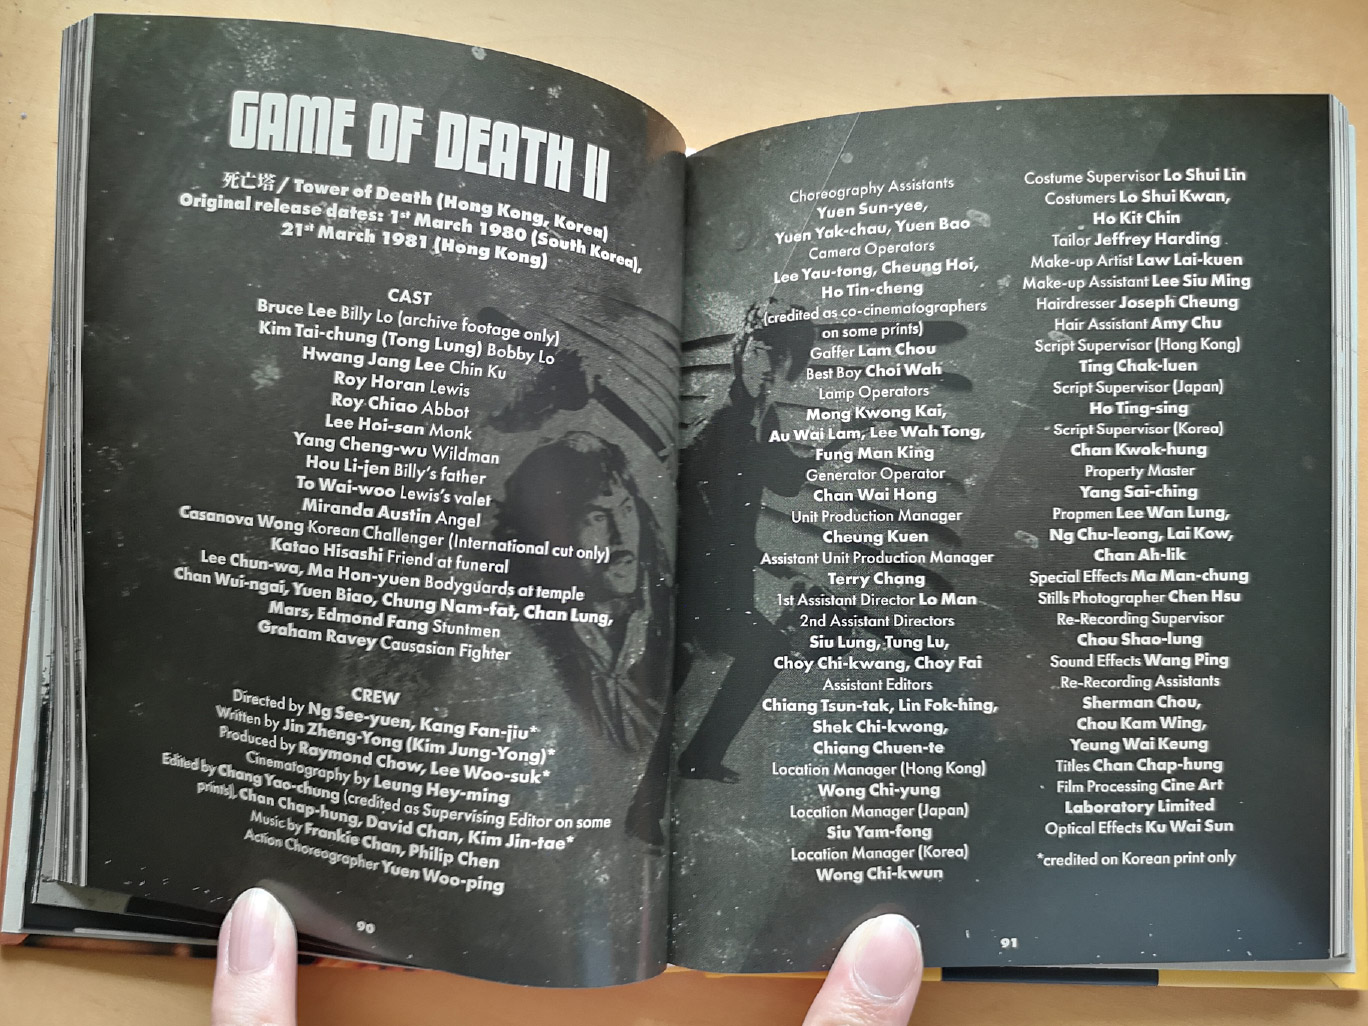 GAME OF DEATH II
死亡塔 / Tower of Death (Hong Kong, Korea)
Original release dates: 1st March 1980 (South Korea),
21st March 1981 (Hong Kong)
CAST
Bruce Lee Billy Lo (archive footage only)
Kim Tai-chung (Tong Lung) Bobby Lo
Hwang Jang Lee Chin Ku
Roy Horan Lewis
Roy Chiao Abbot
Lee Hoi-san Monk
Yang Cheng-wu Wildman
Hou Li-jen Billy's father
To Wai-woo Lewis's valet
Miranda Austin Angel
Casanova Wong Korean Challenger (International cut only)
Katao Hisashi Friend at funeral
Lee Chun-wa, Ma Hon-yuen Bodyguards at temple
Chan Wui-ngai, Yuen Biao, Chung Nam-fat, Chan Lung,
Mars, Edmond Fang Stuntmen
Graham Ravey Causasian Fighter
CREW
Directed by Ng See-yuen, Kang Fan-jiu*
Written by Jin Zheng-Yong (Kim Jung-Yong)*
Produced by Raymond Chow, Lee Woo-suk*
Cinematography by Leung Hey-ming
Edited by Chang Yao-chung (credited as Supervising Editor on some
prints), Chan Chap-hung, David Chan, Kim Jin-tae*
Music by Frankie Chan, Philip Chen
Action Choreographer Yuen Woo-ping
90
Choreography Assistants
Yuen Sun-yee,
Yuen Yak-chau, Yuen Bao
Camera Operators
Lee Yau-tong, Cheung Hoi,
Ho Tin-cheng
(credited as co-cinematographers
on some prints)
Gaffer Lam Chou
Best Boy Choi Wah
Lamp Operators
Mong Kwong Kai,
Au Wai Lam, Lee Wah Tong,
Fung Man King
Generator Operator
Chan Wai Hong
Unit Production Manager
Cheung Kuen
Assistant Unit Production Manager
Terry Chang
1st Assistant Director Lo Man
2nd Assistant Directors
Siu Lung, Tung Lu,
Choy Chi-kwang, Choy Fai
Assistant Editors
Chiang Tsun-tak, Lin Fok-hing,
Shek Chi-kwong,
Chiang Chuen-te
Location Manager (Hong Kong)
Wong Chi-yung
Location Manager (Japan)
Siu Yam-fong
Location Manager (Korea)
Wong Chi-kwun
Costume Supervisor Lo Shui Lin
Costumers Lo Shui Kwan,
Ho Kit Chin
Tailor Jeffrey Harding
Make-up Artist Law Lai-kuen
Make-up Assistant Lee Siu Ming
Hairdresser Joseph Cheung
Hair Assistant Amy Chu
Script Supervisor (Hong Kong)
Ting Chak-luen
Script Supervisor (Japan)
Ho Ting-sing
Script Supervisor (Korea)
Chan Kwok-hung
Property Master
Yang Sai-ching
Propmen Lee Wan Lung,
Ng Chu-leong, Lai Kow,
Chan Ah-lik
Special Effects Ma Man-chung
Stills Photographer Chen Hsu
Re-Recording Supervisor
Chou Shao-lung
Sound Effects Wang Ping
Re-Recording Assistants
Sherman Chou,
Chou Kam Wing,
Yeung Wai Keung
Titles Chan Chap-hung
Film Processing Cine Art
Laboratory Limited
Optical Effects Ku Wai Sun
*credited on Korean print only
91